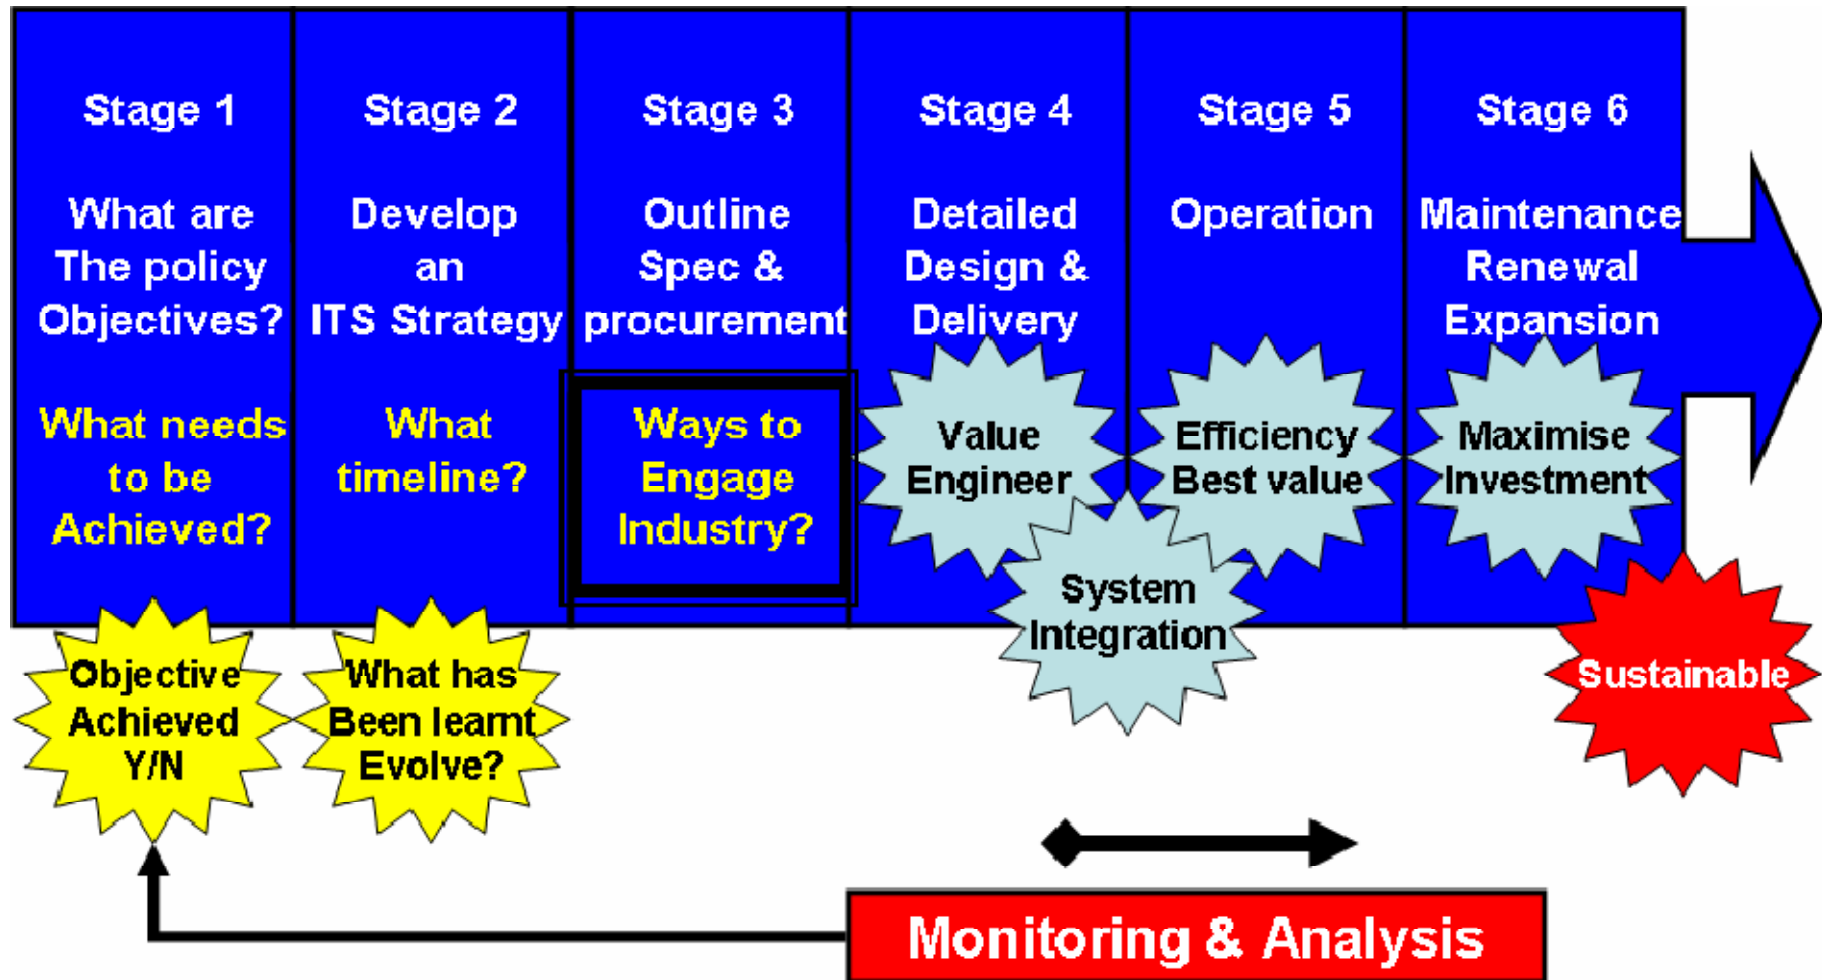 Stage 1
What are
The policy
Objectives?
What needs
to be
Achieved?
Stage 2
Develop
an
ITS Strategy
What
timeline?
Stage 3
Outline
Spec &
procurement
Ways to
Engage
Industry?
Stage 4
Detailed
Design &
Delivery
Value
Engineer
System
Integration
Stage 5
Operation
Efficiency
Best value
Stage 6
Maintenance
Renewal
Expansion
Maximise
Investment
Sustainable
Objective
Achieved
Y/N
What has
Been learnt
Evolve?
Monitoring & Analysis